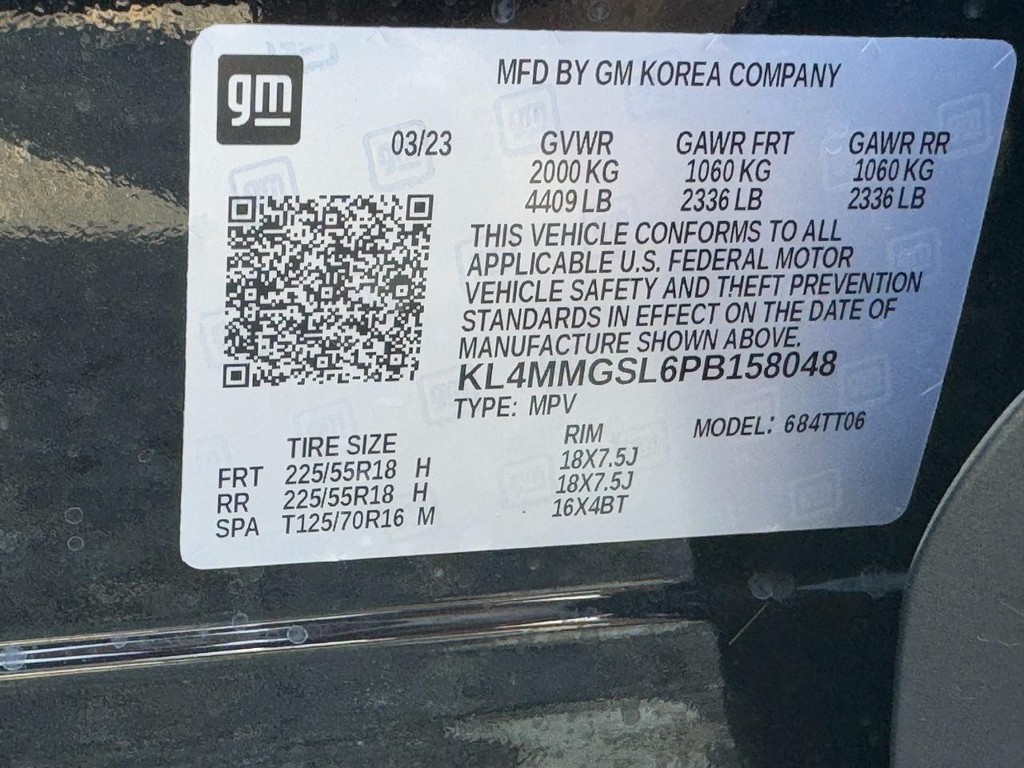 gm
MFD BY GM KOREA COMPANY
03/23 GVWR GAWR FRT GAWR RR
2000 KG 1060 KG 1060 KG
4409 LB 2336 LB 2336 LB
THIS VEHICLE CONFORMS TO ALL
APPLICABLE U.S. FEDERAL MOTOR
VEHICLE SAFETY AND THEFT PREVENTION
STANDARDS IN EFFECT ON THE DATE OF
MANUFACTURE SHOWN ABOVE.
KL4MMGSL6PB158048
TYPE: MPV MODEL: 684TT06
TIRE SIZE RIM
FRT 225/55R18 H 18X7.5J
RR 225/55R18 H 18X7.5J
SPA T125/70R16 M 16X4BT